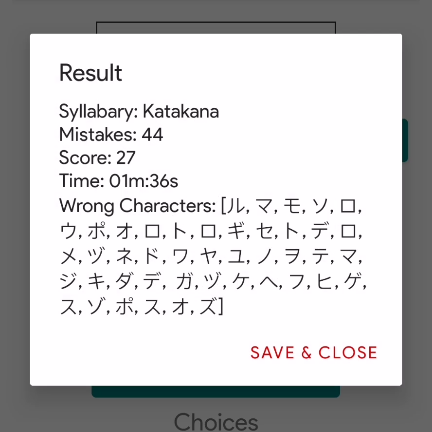 Result
Syllabary: Katakana
Mistakes: 44
Score: 27
Time: 01m:36s
Wrong Characters: [ル, マ, モ, ソ, ロ,
ウ, ポ, オ, ロ, ト, ロ, ギ, セ, ト, デ, ロ,
メ, ヅ, ネ, ド, ワ, ヤ, ユ, ノ, ヲ, テ, マ,
ジ, キ, ダ, デ, ガ, ヅ, ケ, ヘ, フ, ヒ, ゲ,
ス, ゾ, ポ, ス, オ, ズ]
SAVE & CLOSE
Choices